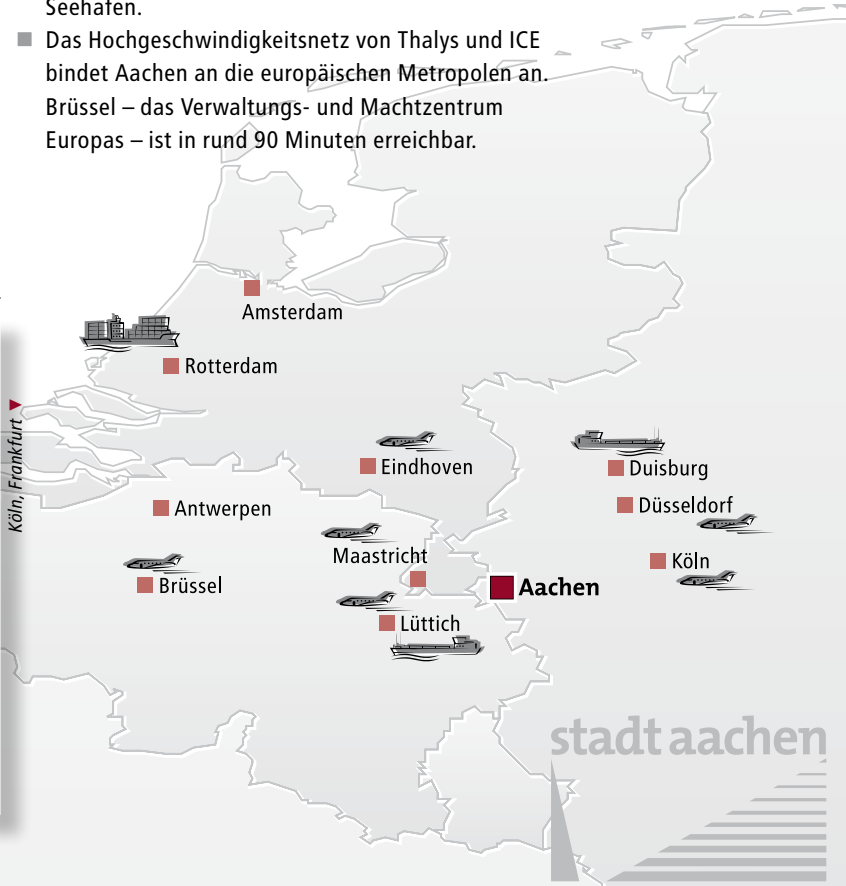 Seehäfen.
Das Hochgeschwindigkeitsnetz von Thalys und ICE
bindet Aachen an die europäischen Metropolen an.
Brüssel – das Verwaltungs- und Machtzentrum
Europas – ist in rund 90 Minuten erreichbar.
Amsterdam
Rotterdam
Köln, Frankfurt
Eindhoven
Duisburg
Antwerpen
Düsseldorf
Maastricht
Köln
Brüssel
Aachen
Lüttich
stadt aachen